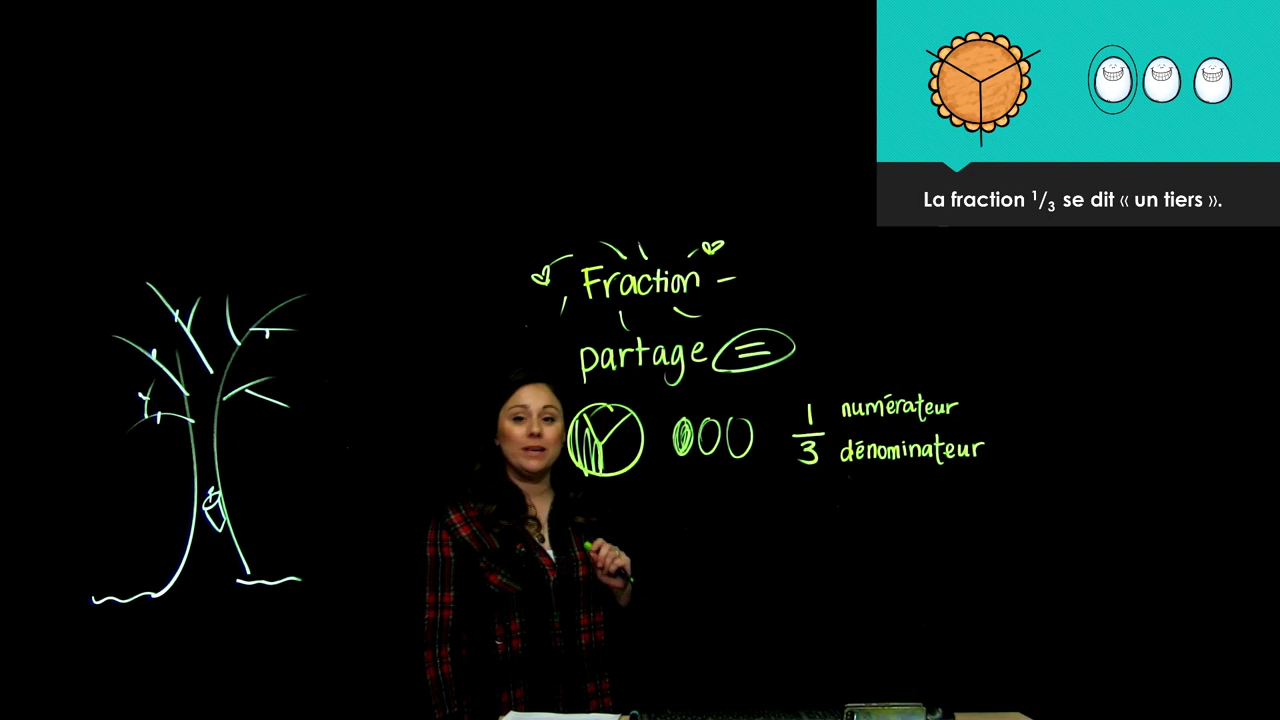 La fraction 1/3 se dit « un tiers ».
Fraction
partage =
1/3 numérateur
dénominateur